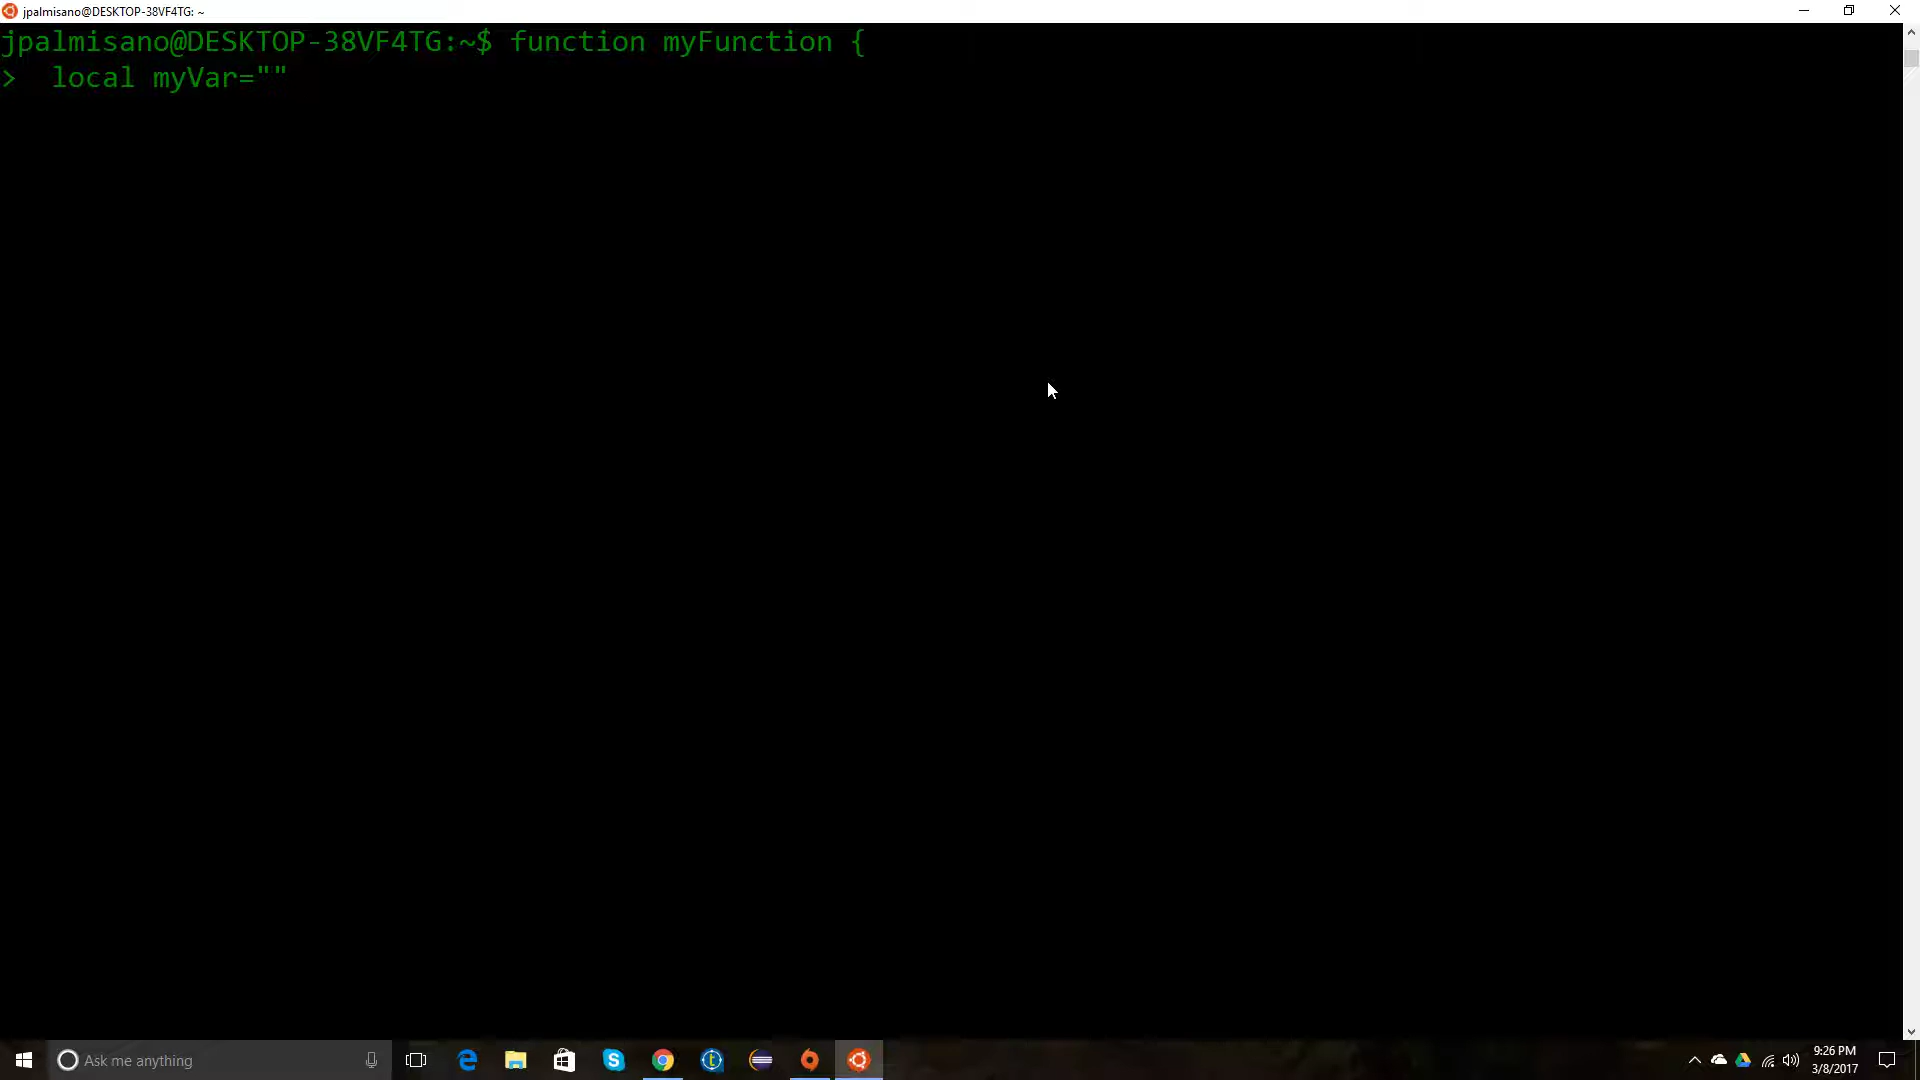 jpalmisano@DESKTOP-38VF4TG: ~
jpalmisano@DESKTOP-38VF4TG:~$ function myFunction {
>  local myVar=""
Ask me anything
9:26 PM
3/8/2017